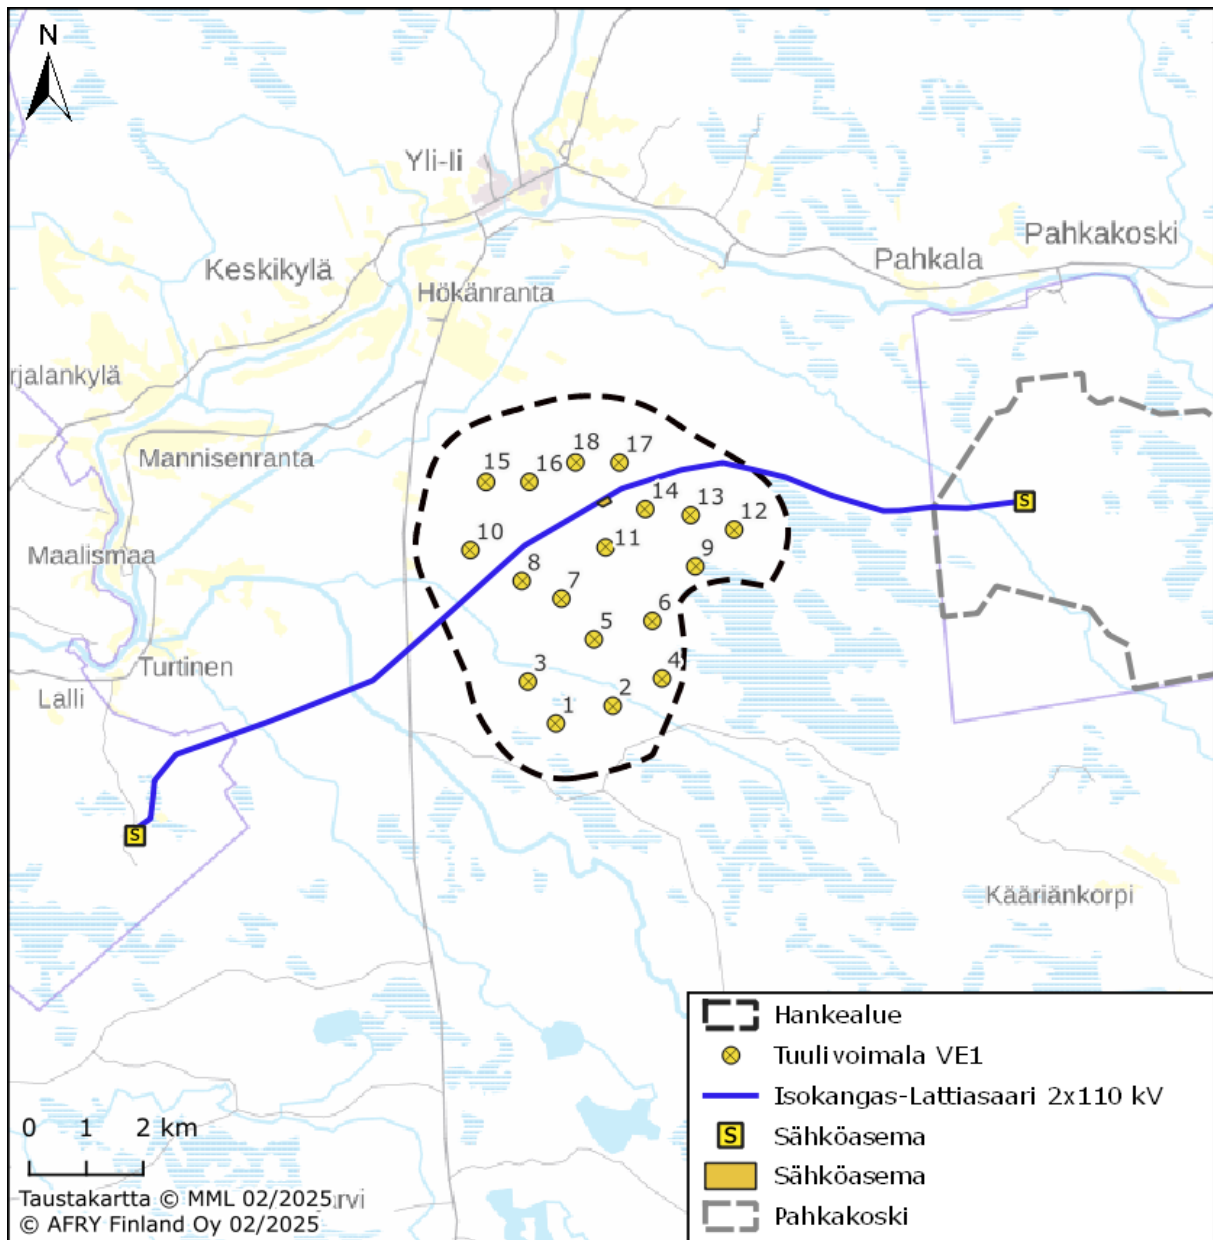 N
Yli-Ii
Pahkakoski
Pahkala
Keskikylä
Hökänranta
rjalankylä
Mannisenranta
18
17
15
16
14
13
12
Maalismaa
10
11
8
9
7
6
5
Turtinen
Lalli
3
4
2
1
S
S
Kääriänkorpi
Hankealue
Tuulivoimala VE1
Isokangas-Lattiasaari 2x110 kV
S Sähköasema
Sähköasema
Pahkakoski
0 1 2 km
Taustakartta © MML 02/2025
arvi
© AFRY Finland Oy 02/2025